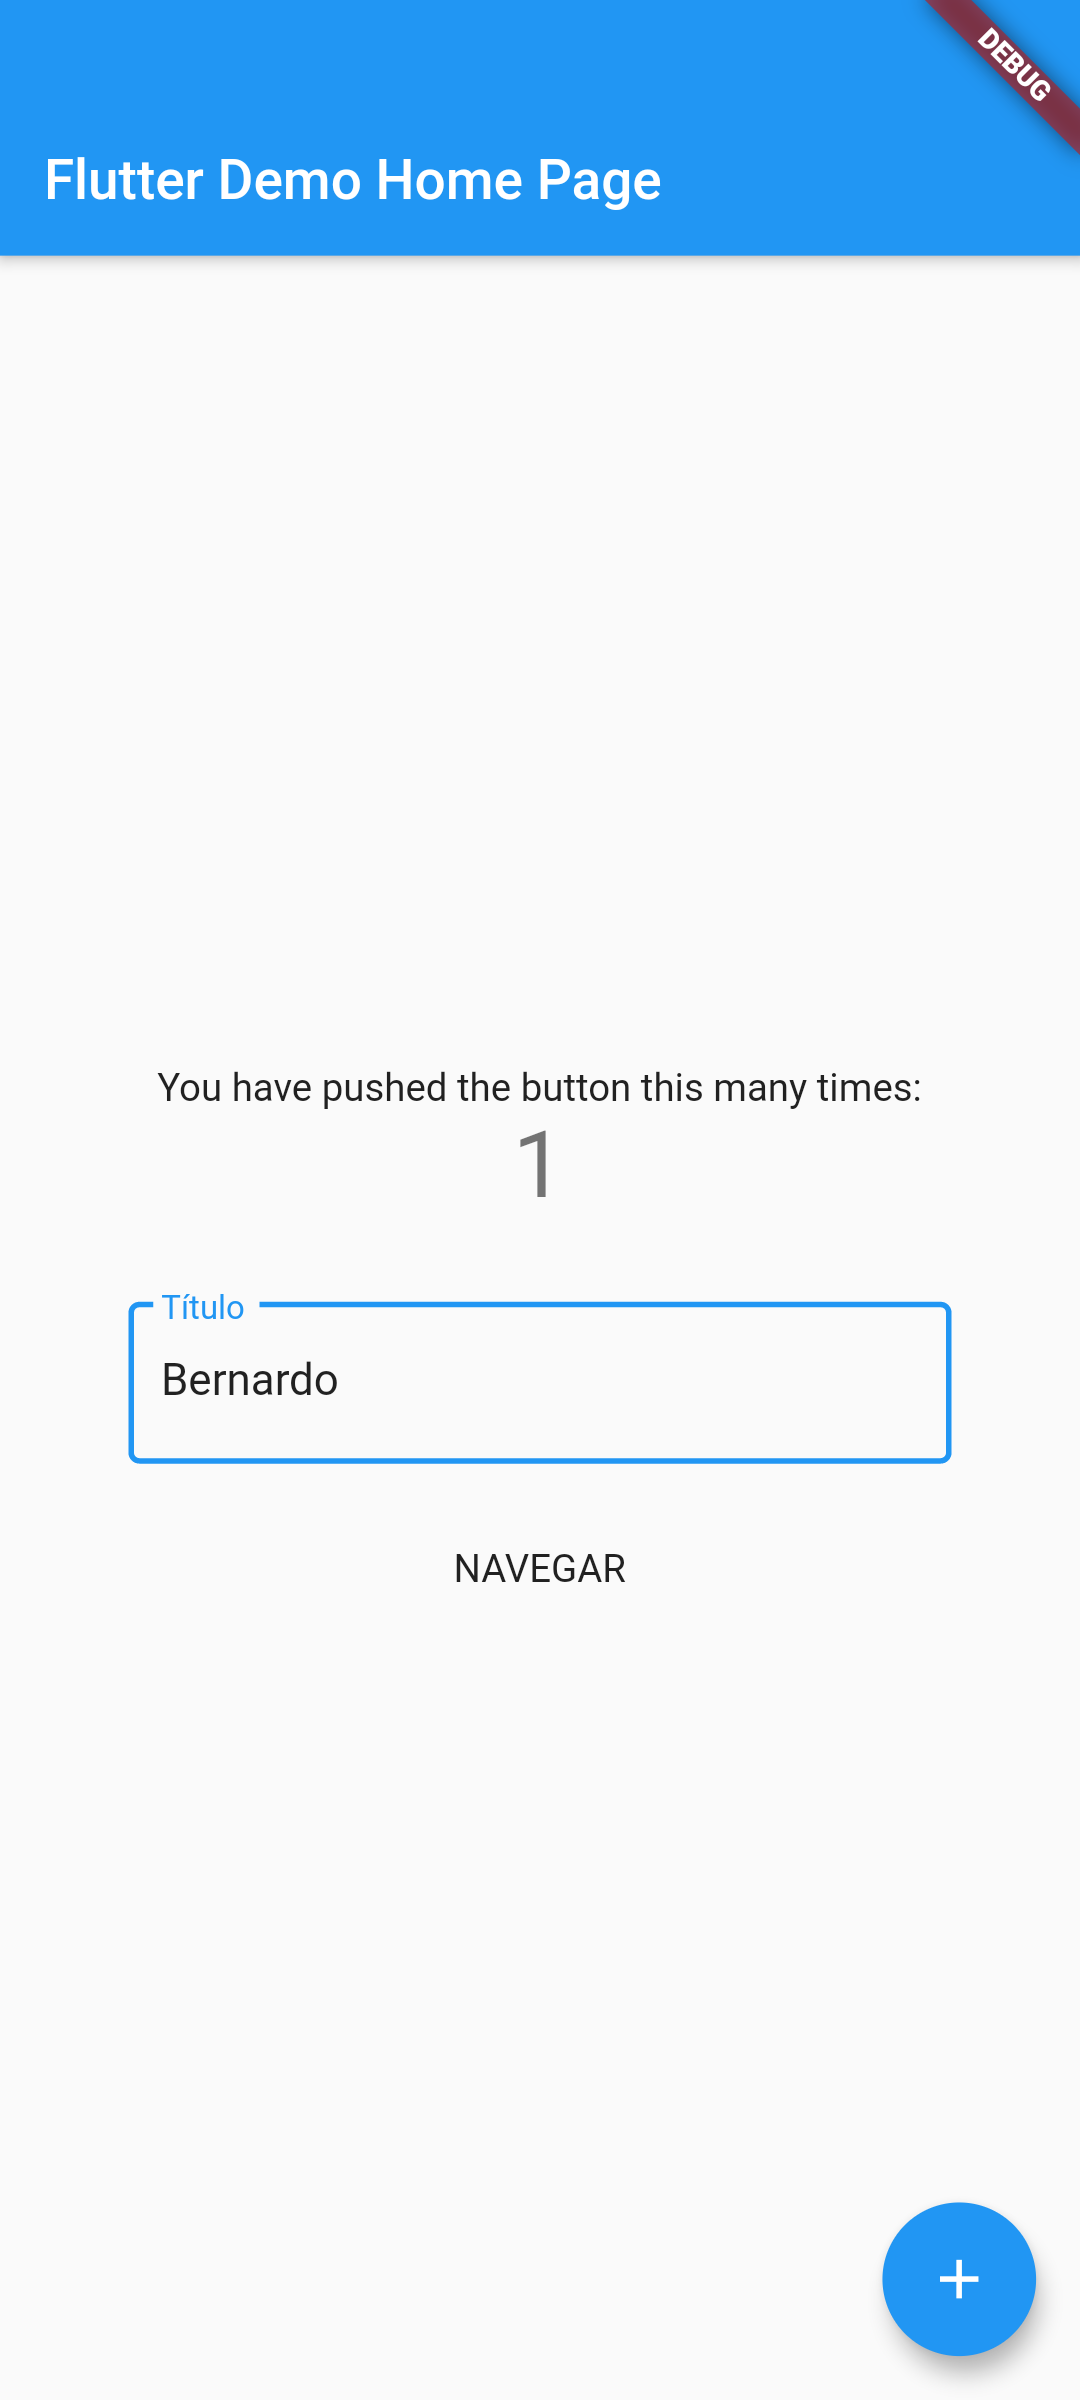 DEBUG
Flutter Demo Home Page
You have pushed the button this many times:
1
Título
Bernardo
NAVEGAR